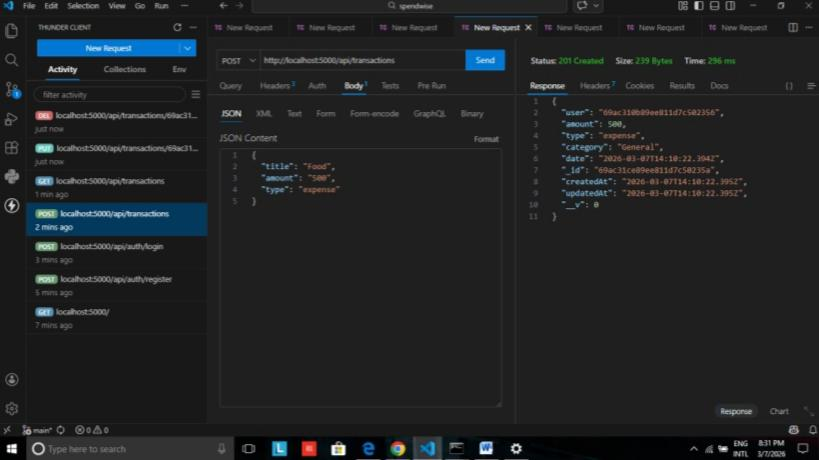 File Edit Selection View Go Run ...
spendwise
THUNDER CLIENT
New Request
Activity Collections Env
filter activity
DEL localhost:5000/api/transactions/69ac31...
just now
PUT localhost:5000/api/transactions/69ac31...
just now
GET localhost:5000/api/transactions
1 min ago
POST localhost:5000/api/transactions
2 mins ago
POST localhost:5000/api/auth/login
3 mins ago
POST localhost:5000/api/auth/register
5 mins ago
GET localhost:5000/
7 mins ago
TC New Request TC New Request TC New Request TC New Request TC New Request TC New Request TC New Request
POST http://localhost:5000/api/transactions Send
Query Headers 3 Auth Body 1 Tests Pre Run
JSON XML Text Form Form-encode GraphQL Binary
JSON Content Format
1 {
2 "title": "Food",
3 "amount": "500",
4 "type": "expense"
5 }
Status: 201 Created Size: 239 Bytes Time: 296 ms
Response Headers 7 Cookies Results Docs {}
1 {
2 "user": "69ac310b89ee811d7c502356",
3 "amount": 500,
4 "type": "expense",
5 "category": "General",
6 "date": "2026-03-07T14:10:22.394Z",
7 "_id": "69ac31ce89ee811d7c50235a",
8 "createdAt": "2026-03-07T14:10:22.395Z",
9 "updatedAt": "2026-03-07T14:10:22.395Z",
10 "__v": 0
11 }
Response Chart
main* 0 0
Type here to search
ENG
INTL
8:31 PM
3/7/2026